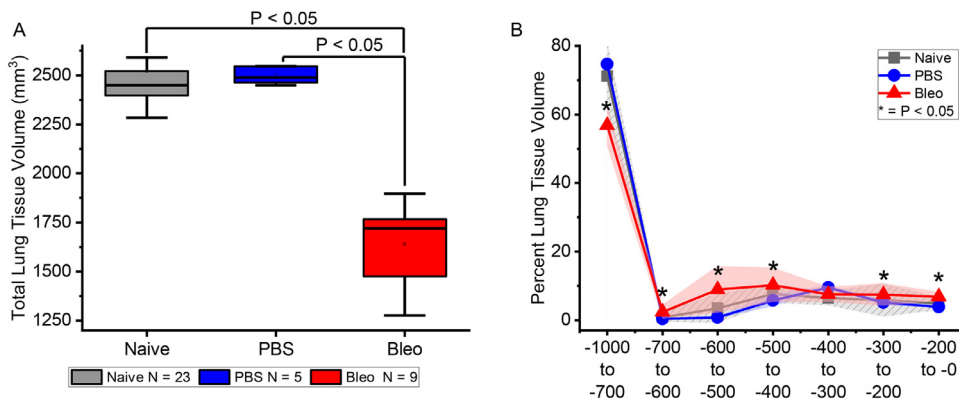 A
P < 0.05
P < 0.05
Total Lung Tissue Volume (mm³)
2500
2250
2000
1750
1500
1250
Naive
PBS
Bleo
Naive N = 23
PBS N = 5
Bleo N = 9
B
Percent Lung Tissue Volume
80
60
40
20
0
Naive
PBS
Bleo
* = P < 0.05
*
*
*
*
*
*
-1000
to
-700
-700
to
-600
-600
to
-500
-500
to
-400
-400
to
-300
-300
to
-200
-200
to -0